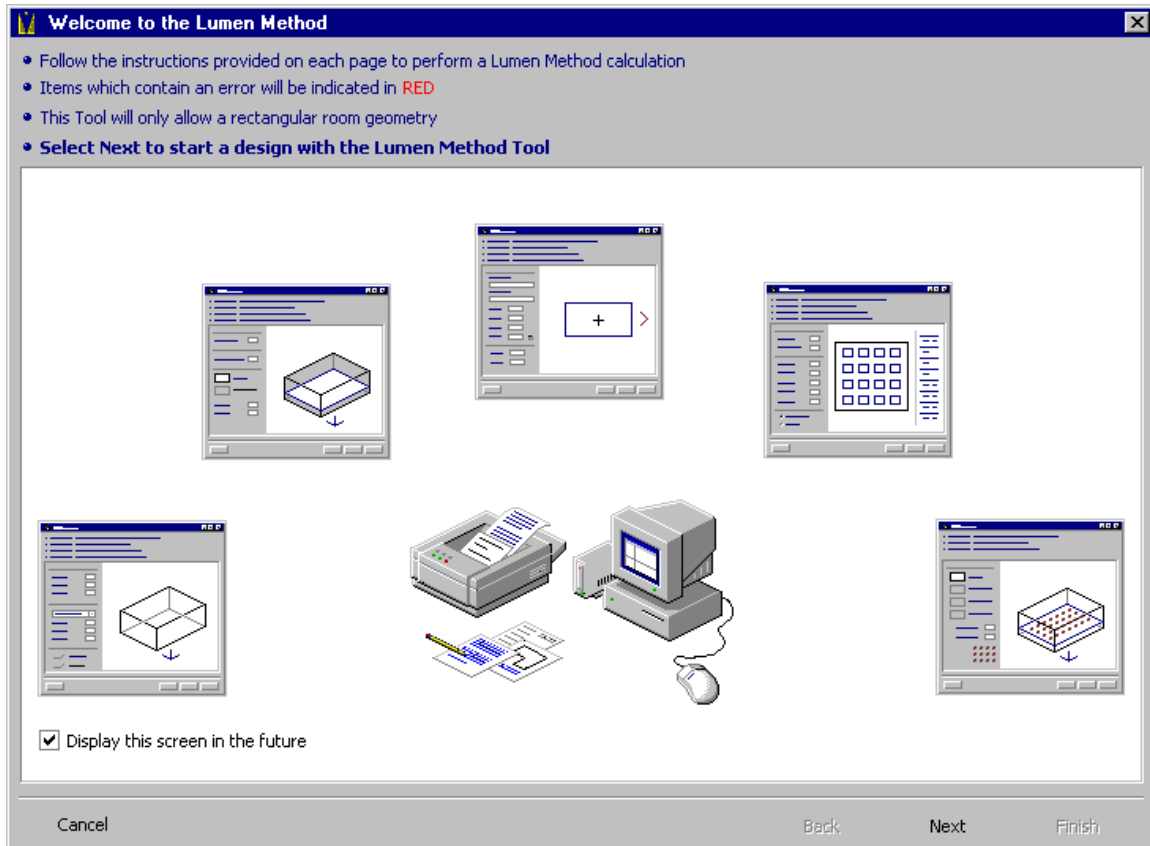 Welcome to the Lumen Method
Follow the instructions provided on each page to perform a Lumen Method calculation
Items which contain an error will be indicated in RED
This Tool will only allow a rectangular room geometry
Select Next to start a design with the Lumen Method Tool
Display this screen in the future
Cancel Back Next Finish